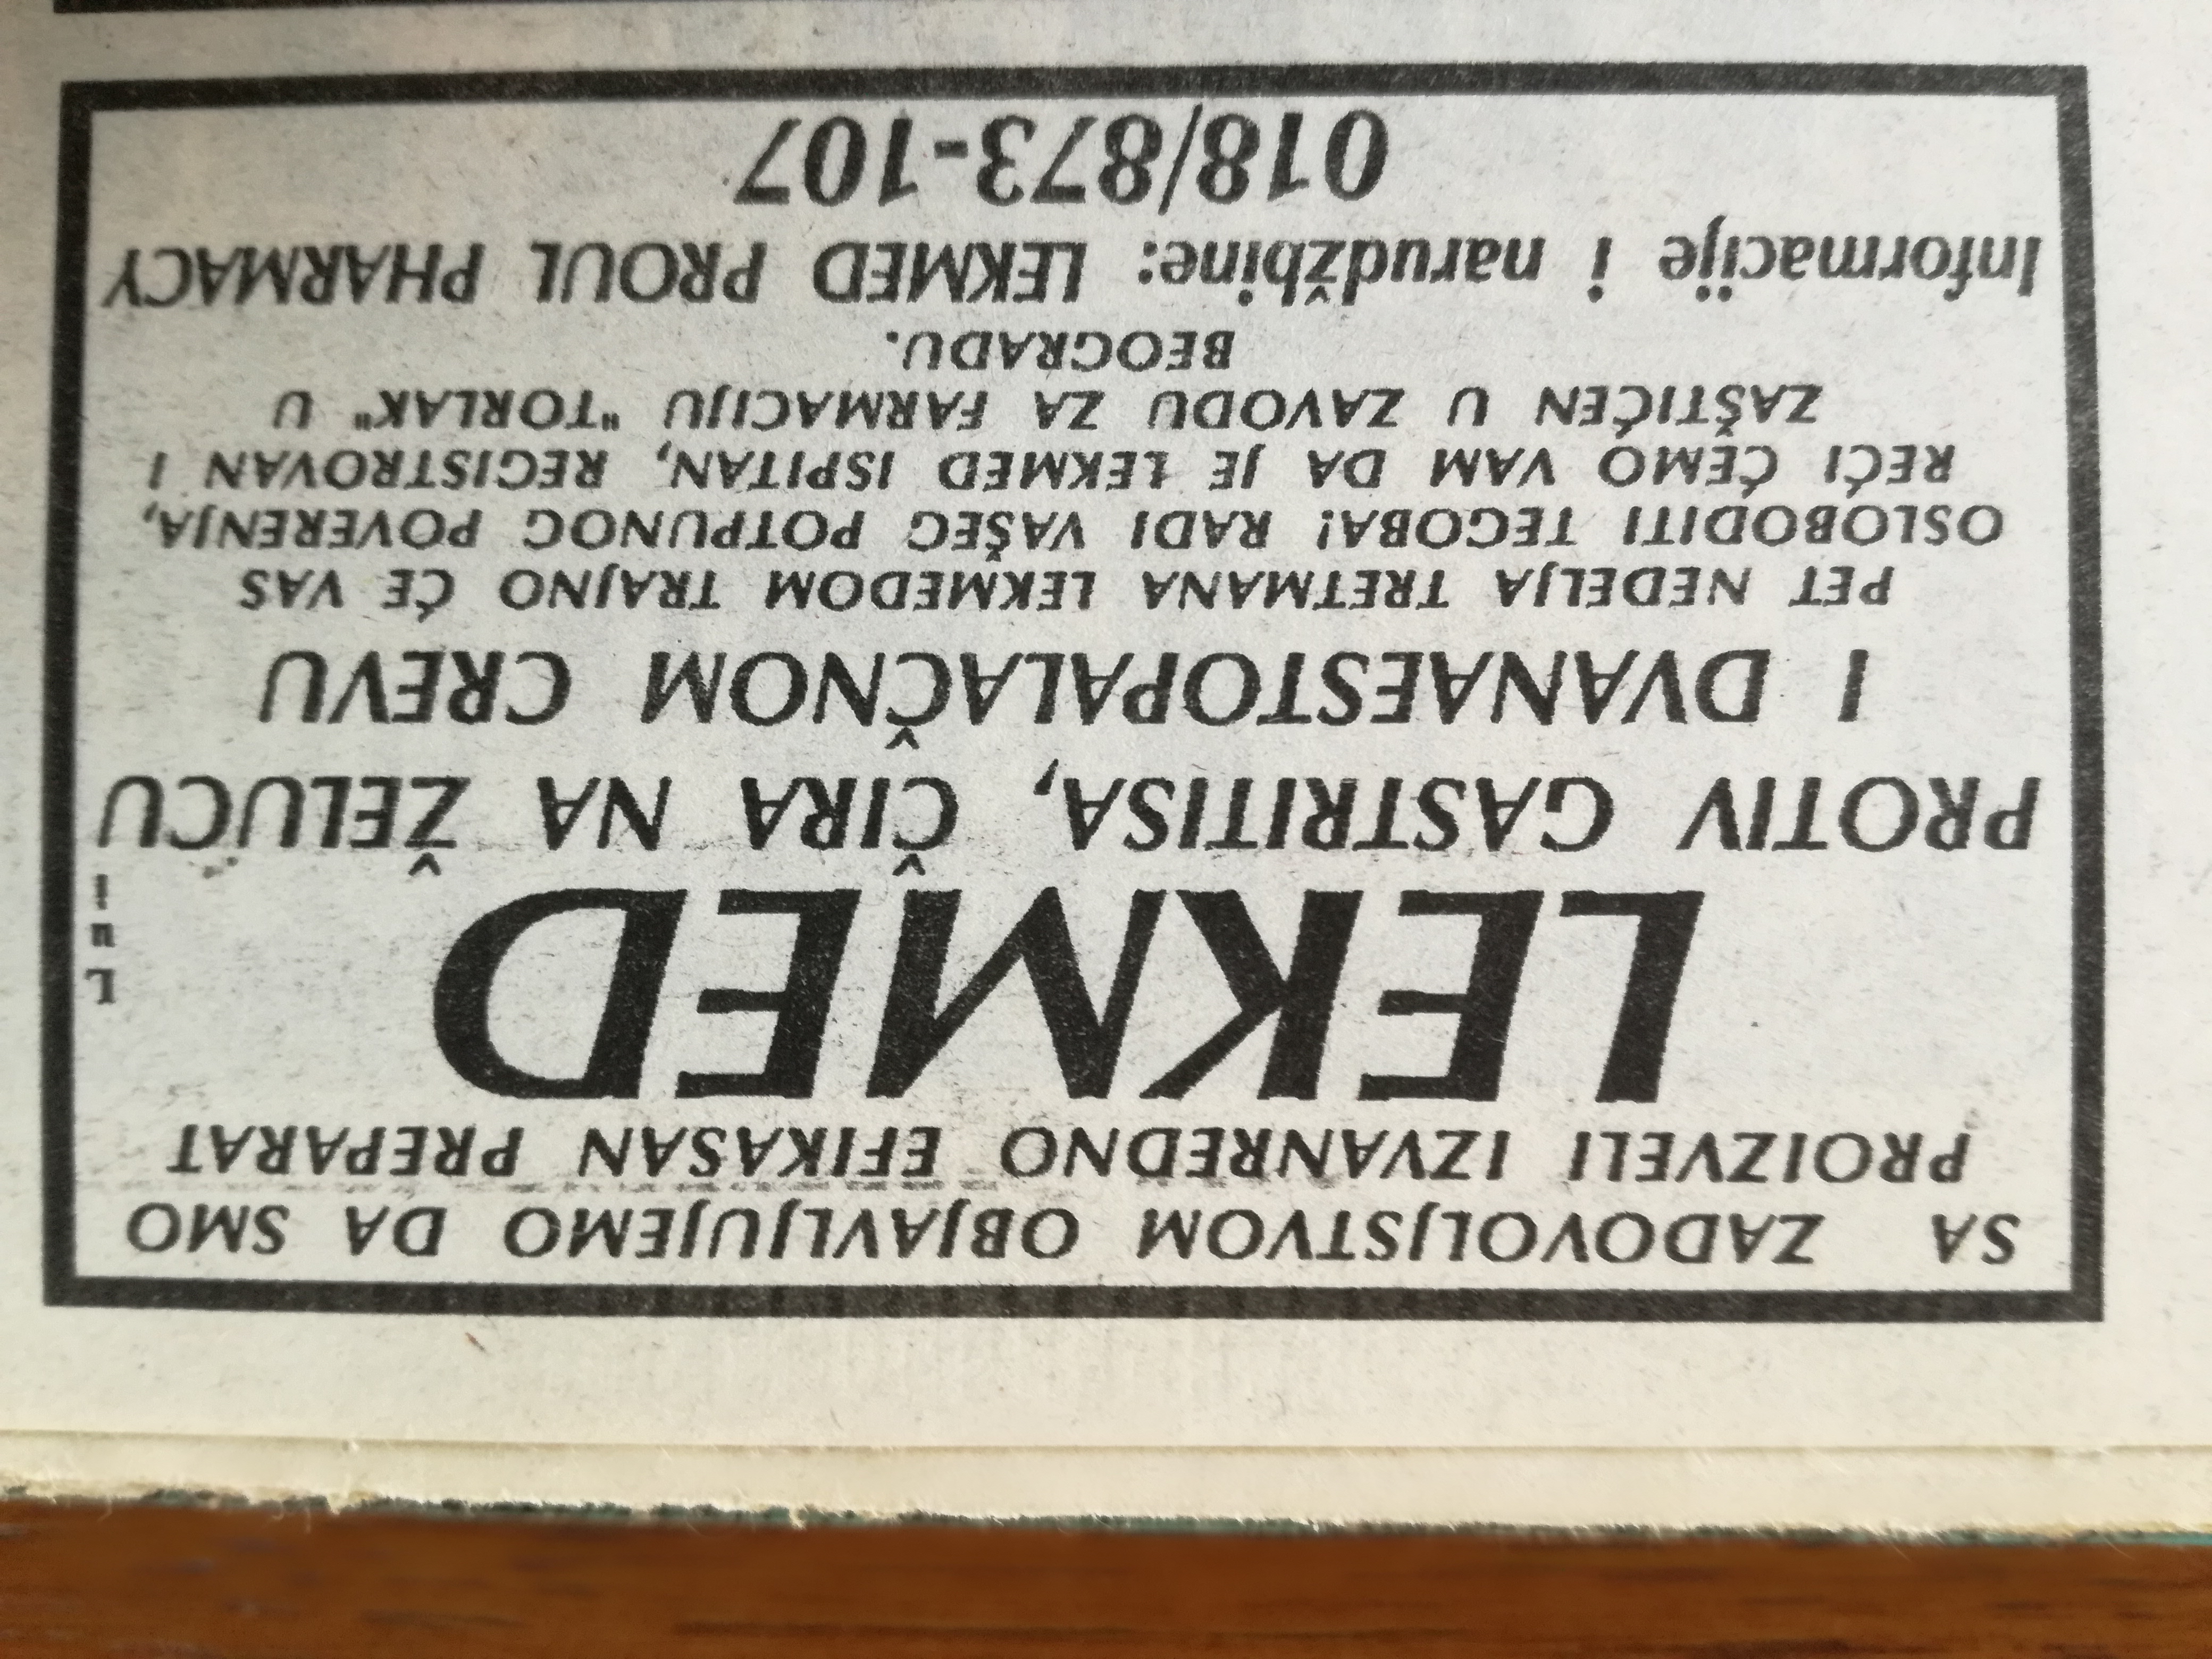 SA ZADOVOLJSTVOM OBJAVLJUJEMO DA SMO
PROIZVELI IZVANREDNO EFIKASAN PREPARAT
LEKMED
PROTIV GASTRITISA, ČIRA NA ŽELUCU
I DVANAESTOPALAČNOM CREVU
PET NEDELJA TRETMANA LEKMEDOM TRAJNO ĆE VAS
OSLOBODITI TEGOBA! RADI VAŠEG POTPUNOG POVERENJA,
REĆI ĆEMO VAM DA JE LEKMED ISPITAN, REGISTROVAN I
ZAŠTIĆEN U ZAVODU ZA FARMACIJU "TORLAK" U
BEOGRADU.
Informacije i narudžbine: LEKMED PROUL PHARMACY
018/873-107